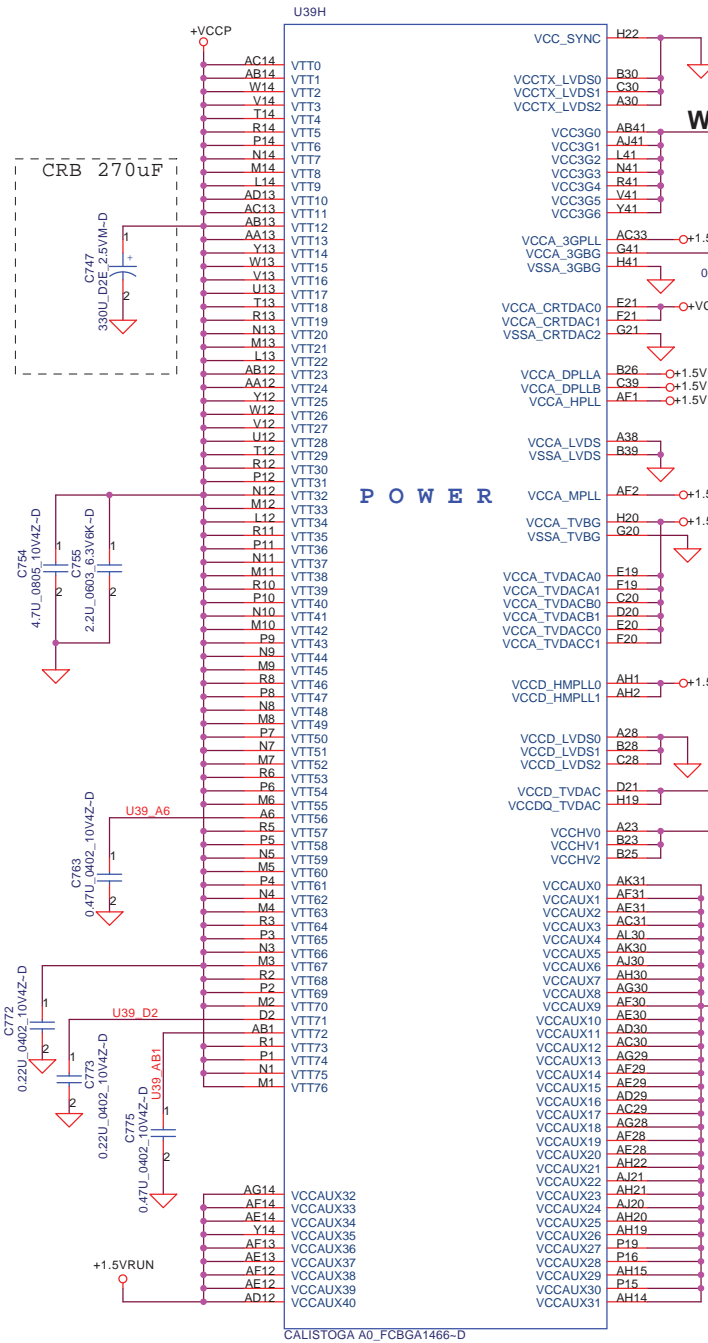 U39H
+VCCP
CRB 270uF
C747
330U_D2E_2.5VM~D
1
+
2
C754
4.7U_0805_10V4Z~D
1
2
C755
2.2U_0603_6.3V6K~D
1
2
U39_A6
C763
0.47U_0402_10V4Z~D
1
2
C772
0.22U_0402_10V4Z~D
1
2
U39_D2
C773
0.22U_0402_10V4Z~D
1
2
U39_AB1
C775
0.47U_0402_10V4Z~D
1
2
+1.5VRUN
AC14 VTT0
AB14 VTT1
W14 VTT2
V14 VTT3
T14 VTT4
R14 VTT5
P14 VTT6
N14 VTT7
M14 VTT8
L14 VTT9
AD13 VTT10
AC13 VTT11
AB13 VTT12
AA13 VTT13
Y13 VTT14
W13 VTT15
V13 VTT16
U13 VTT17
T13 VTT18
R13 VTT19
N13 VTT20
M13 VTT21
L13 VTT22
AB12 VTT23
AA12 VTT24
Y12 VTT25
W12 VTT26
V12 VTT27
U12 VTT28
T12 VTT29
R12 VTT30
P12 VTT31
N12 VTT32
M12 VTT33
L12 VTT34
R11 VTT35
P11 VTT36
N11 VTT37
M11 VTT38
R10 VTT39
P10 VTT40
N10 VTT41
M10 VTT42
P9 VTT43
N9 VTT44
M9 VTT45
R8 VTT46
P8 VTT47
N8 VTT48
M8 VTT49
P7 VTT50
N7 VTT51
M7 VTT52
R6 VTT53
P6 VTT54
M6 VTT55
A6 VTT56
R5 VTT57
P5 VTT58
N5 VTT59
M5 VTT60
P4 VTT61
N4 VTT62
M4 VTT63
R3 VTT64
P3 VTT65
N3 VTT66
M3 VTT67
R2 VTT68
P2 VTT69
M2 VTT70
D2 VTT71
AB1 VTT72
R1 VTT73
P1 VTT74
N1 VTT75
M1 VTT76
AG14 VCCAUX32
AF14 VCCAUX33
AE14 VCCAUX34
Y14 VCCAUX35
AF13 VCCAUX36
AE13 VCCAUX37
AF12 VCCAUX38
AE12 VCCAUX39
AD12 VCCAUX40
POWER
VCC_SYNC H22
VCCTX_LVDS0 B30
VCCTX_LVDS1 C30
VCCTX_LVDS2 A30
W
VCC3G0 AB41
VCC3G1 AJ41
VCC3G2 L41
VCC3G3 N41
VCC3G4 R41
VCC3G5 V41
VCC3G6 Y41
VCCA_3GPLL AC33 +1.5
VCCA_3GBG G41
VSSA_3GBG H41
0
VCCA_CRTDAC0 E21 +VC
VCCA_CRTDAC1 F21
VSSA_CRTDAC2 G21
VCCA_DPLLA B26 +1.5V
VCCA_DPLLB C39 +1.5V
VCCA_HPLL AF1 +1.5V
VCCA_LVDS A38
VSSA_LVDS B39
VCCA_MPLL AF2 +1.5
VCCA_TVBG H20 +1.5
VSSA_TVBG G20
VCCA_TVDACA0 E19
VCCA_TVDACA1 F19
VCCA_TVDACB0 C20
VCCA_TVDACB1 D20
VCCA_TVDACC0 E20
VCCA_TVDACC1 F20
VCCD_HMPLL0 AH1 +1.5
VCCD_HMPLL1 AH2
VCCD_LVDS0 A28
VCCD_LVDS1 B28
VCCD_LVDS2 C28
VCCD_TVDAC D21
VCCDQ_TVDAC H19
VCCHV0 A23
VCCHV1 B23
VCCHV2 B25
VCCAUX0 AK31
VCCAUX1 AF31
VCCAUX2 AE31
VCCAUX3 AC31
VCCAUX4 AL30
VCCAUX5 AK30
VCCAUX6 AJ30
VCCAUX7 AH30
VCCAUX8 AG30
VCCAUX9 AF30
VCCAUX10 AE30
VCCAUX11 AD30
VCCAUX12 AC30
VCCAUX13 AG29
VCCAUX14 AF29
VCCAUX15 AE29
VCCAUX16 AD29
VCCAUX17 AC29
VCCAUX18 AG28
VCCAUX19 AF28
VCCAUX20 AE28
VCCAUX21 AH22
VCCAUX22 AJ21
VCCAUX23 AH21
VCCAUX24 AJ20
VCCAUX25 AH20
VCCAUX26 AH19
VCCAUX27 P19
VCCAUX28 P16
VCCAUX29 AH15
VCCAUX30 P15
VCCAUX31 AH14
CALISTOGA A0_FCBGA1466~D